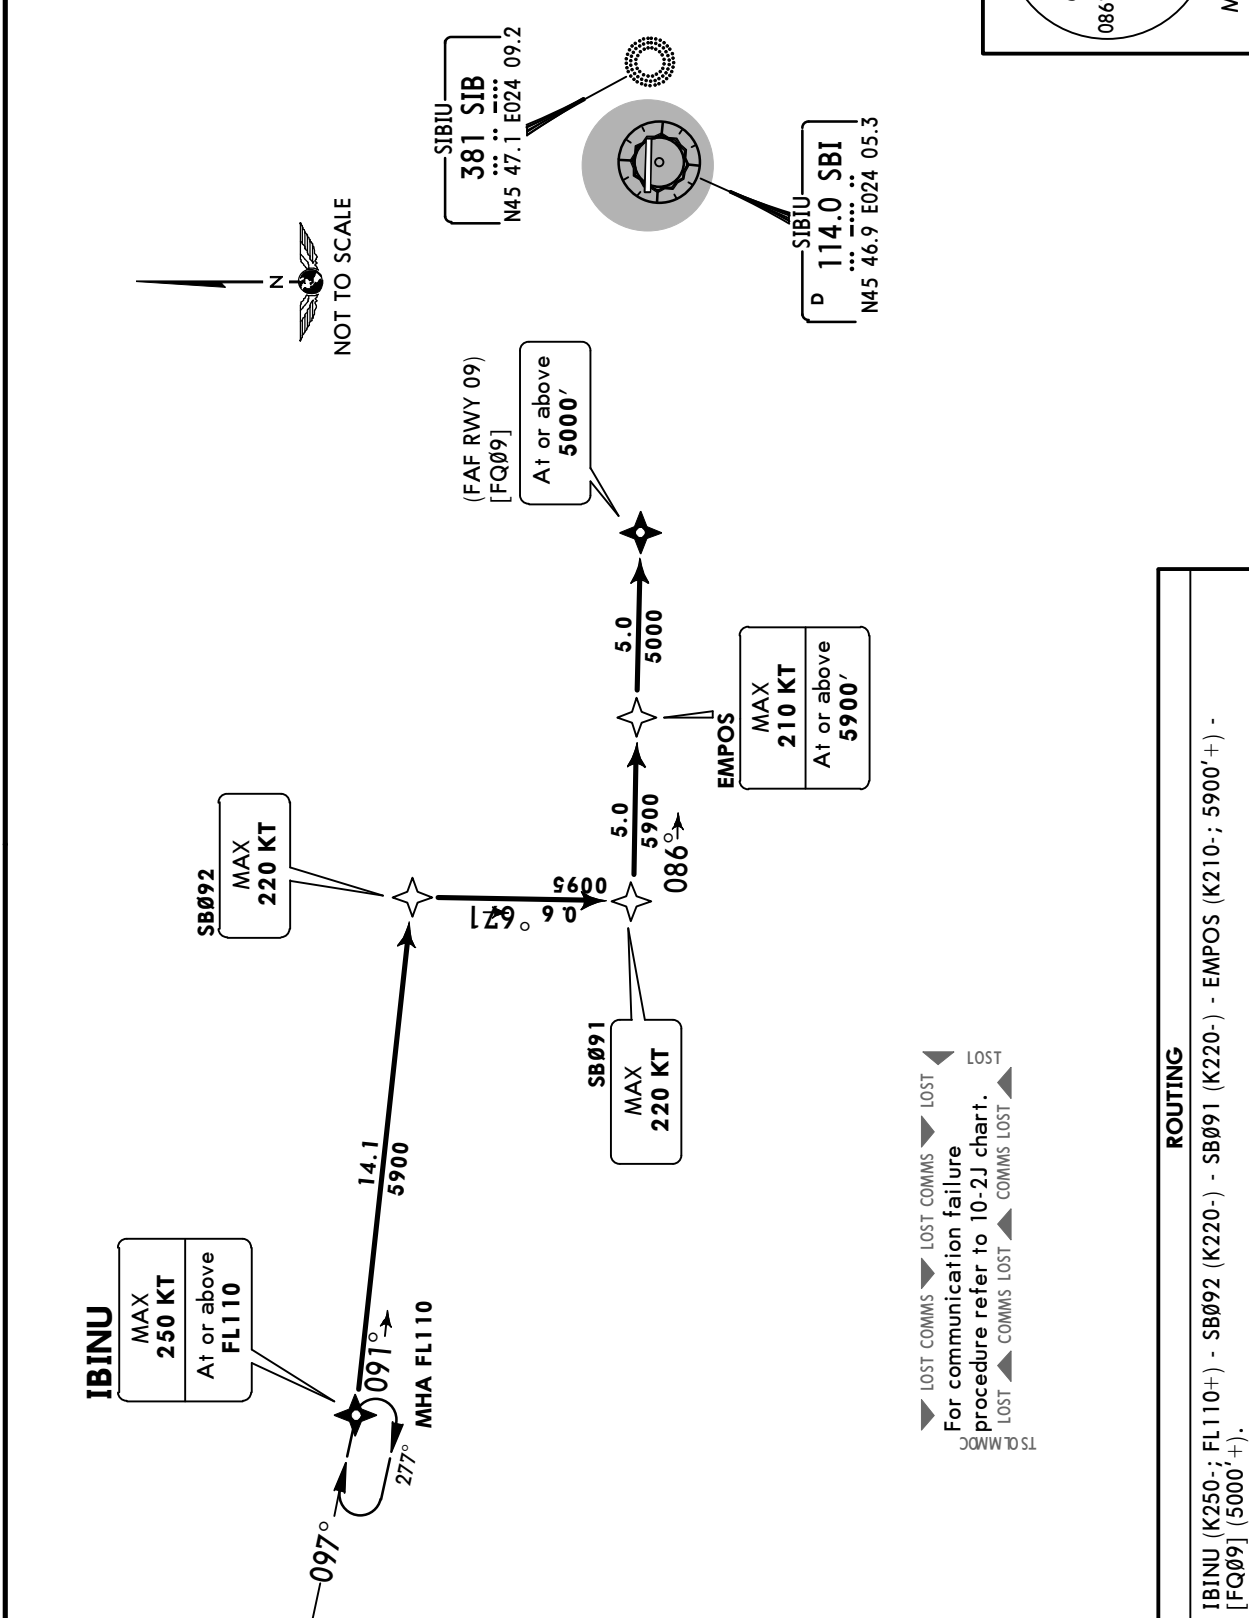 IBINU
MAX
250 KT
At or above
FL110
097°
277°
091°
MHA FL110
14.1
5900
SBØ92
MAX
220 KT
179°
9.0
5600
SBØ91
MAX
220 KT
5.0
5900
086°
EMPOS
MAX
210 KT
At or above
5900'
5.0
5000
(FAF RWY 09)
[FQØ9]
At or above
5000'
N
NOT TO SCALE
SIBIU
381 SIB
N45 47.1 E024 09.2
SIBIU
D 114.0 SBI
N45 46.9 E024 05.3
LOST COMMS LOST COMMS LOST
LOST
For communication failure
procedure refer to 10-2J chart.
LOST COMMS LOST COMMS LOST
ROUTING
IBINU (K250-; FL110+) - SBØ92 (K220-) - SBØ91 (K220-) - EMPOS (K210-; 5900'+) -
[FQØ9] (5000'+).